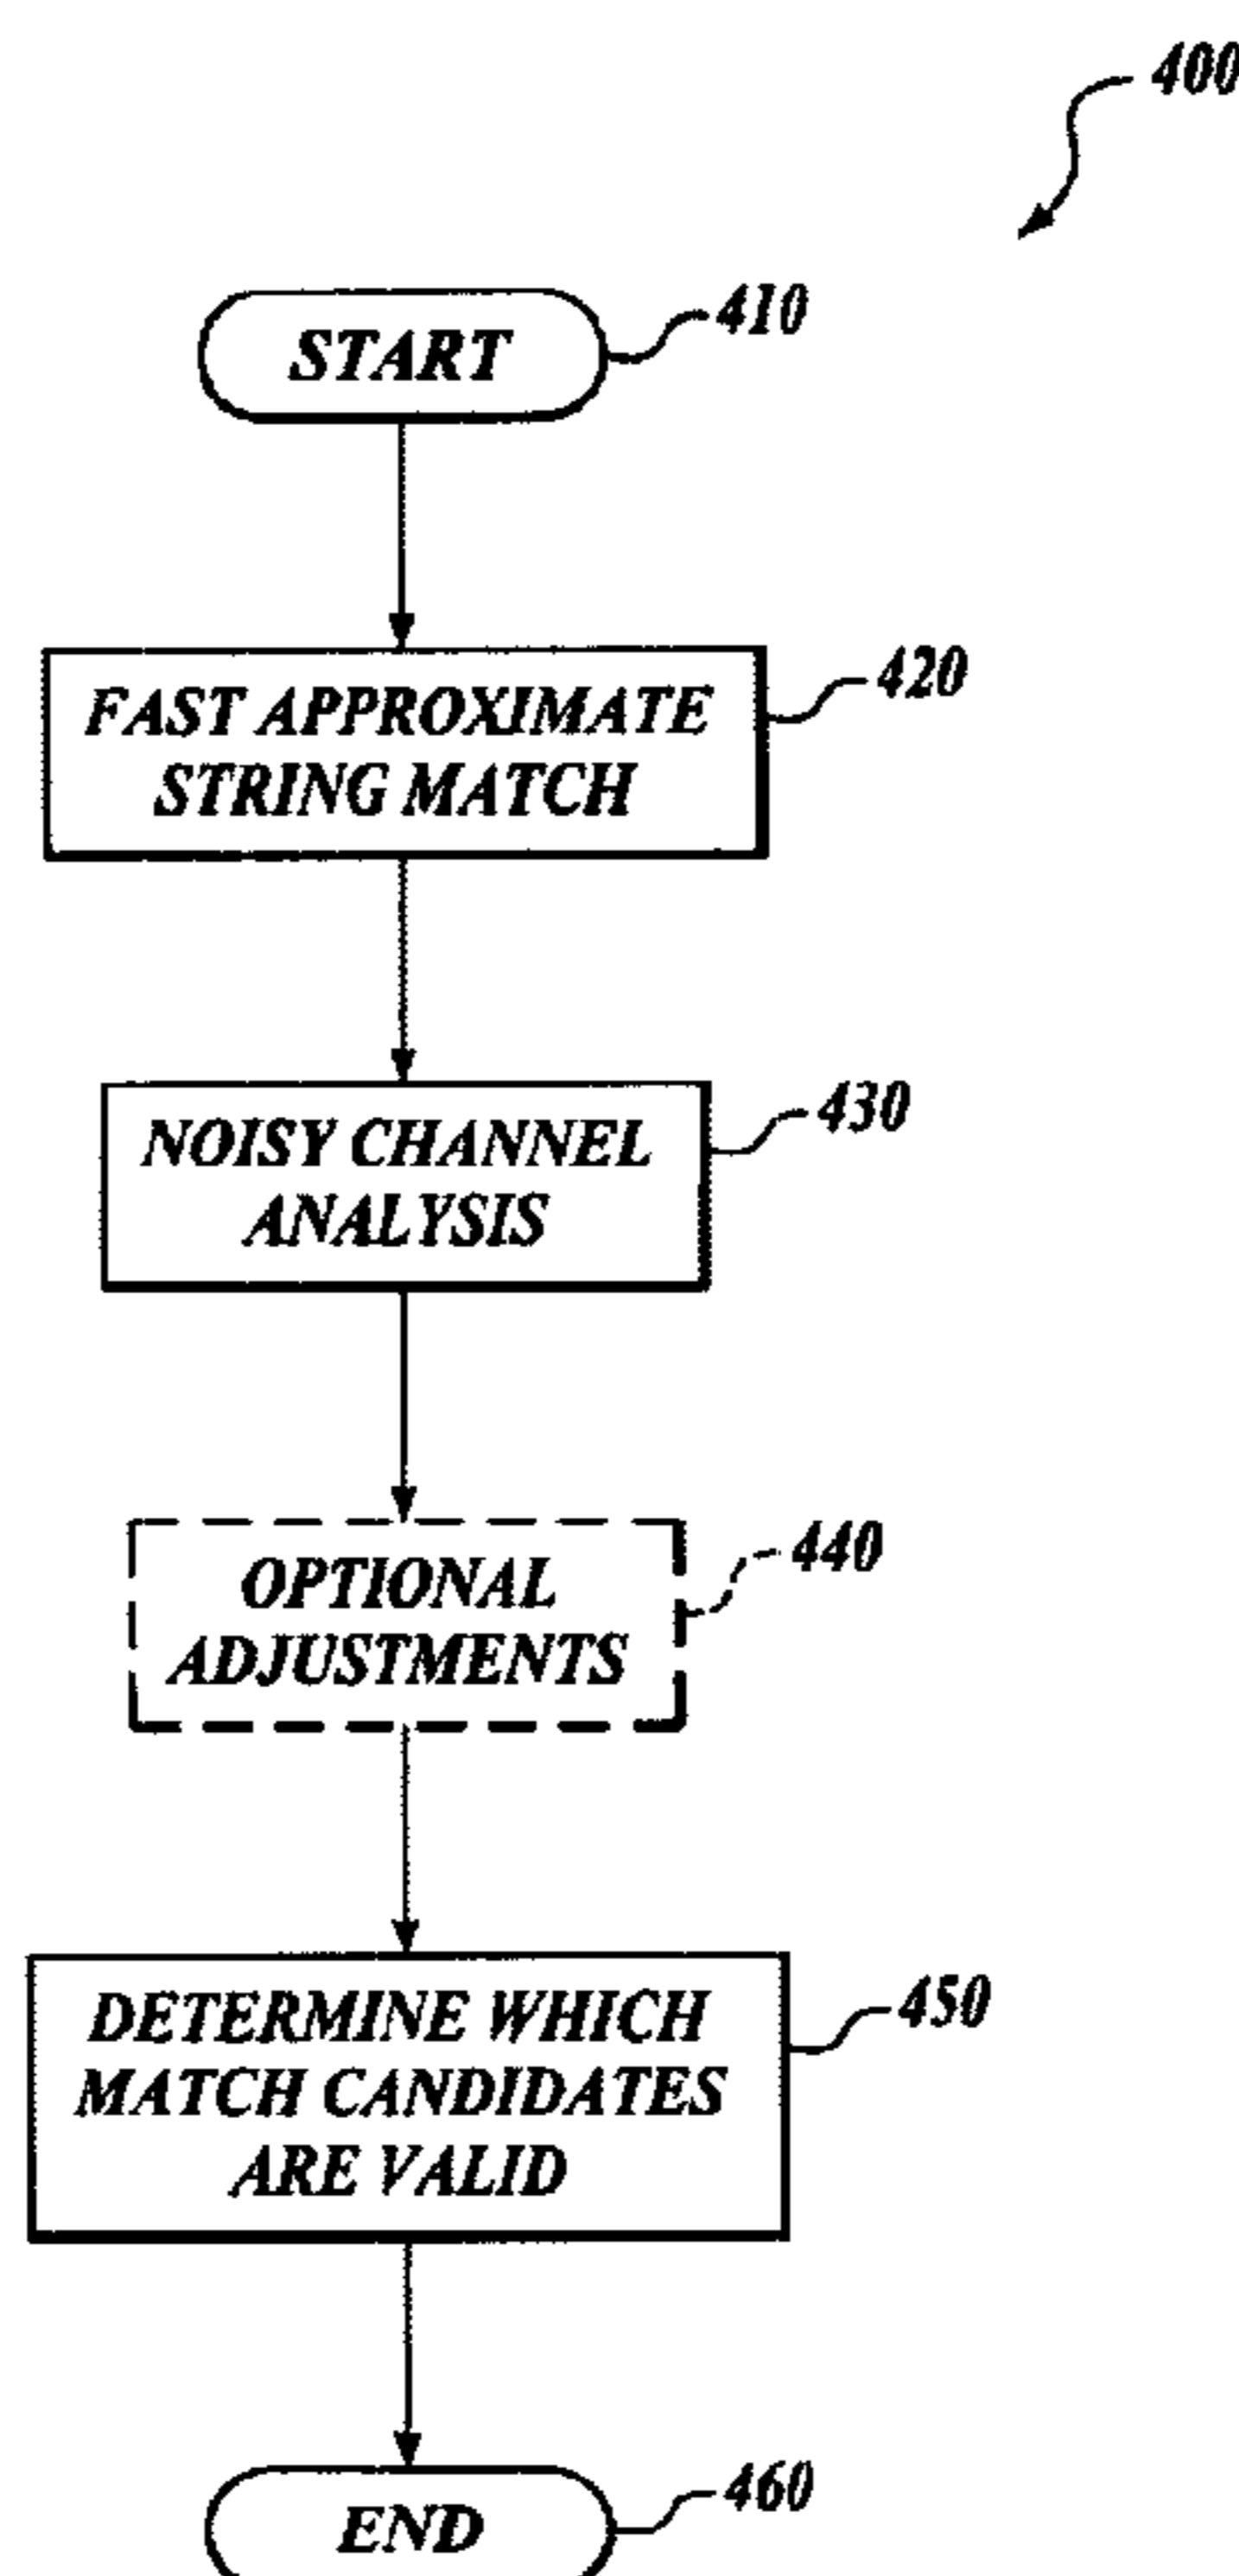 400
START
410
FAST APPROXIMATE
STRING MATCH
420
NOISY CHANNEL
ANALYSIS
430
OPTIONAL
ADJUSTMENTS
440
DETERMINE WHICH
MATCH CANDIDATES
ARE VALID
450
END
460